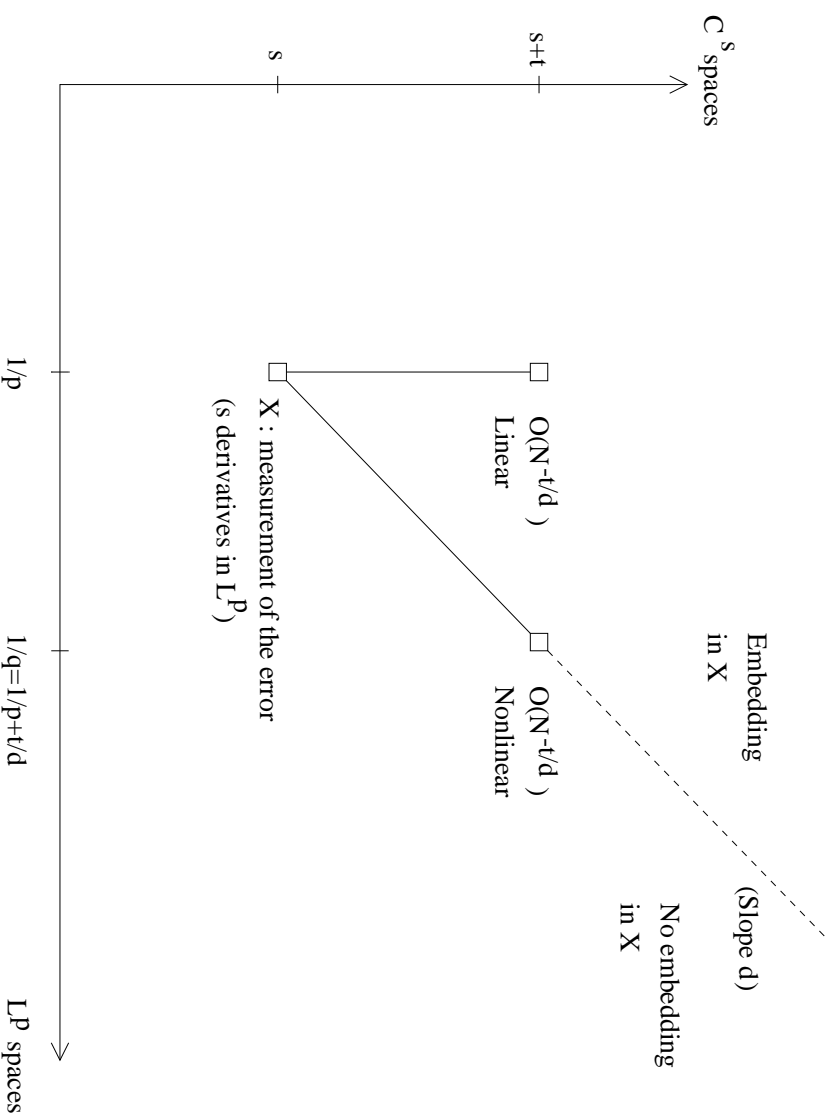 C^s spaces
Embedding
in X
(Slope d)
No embedding
in X
s+t
O(N^-t/d)
Linear
O(N^-t/d)
Nonlinear
s
X : measurement of the error
(s derivatives in L^p)
1/p
1/q=1/p+t/d
L^p spaces